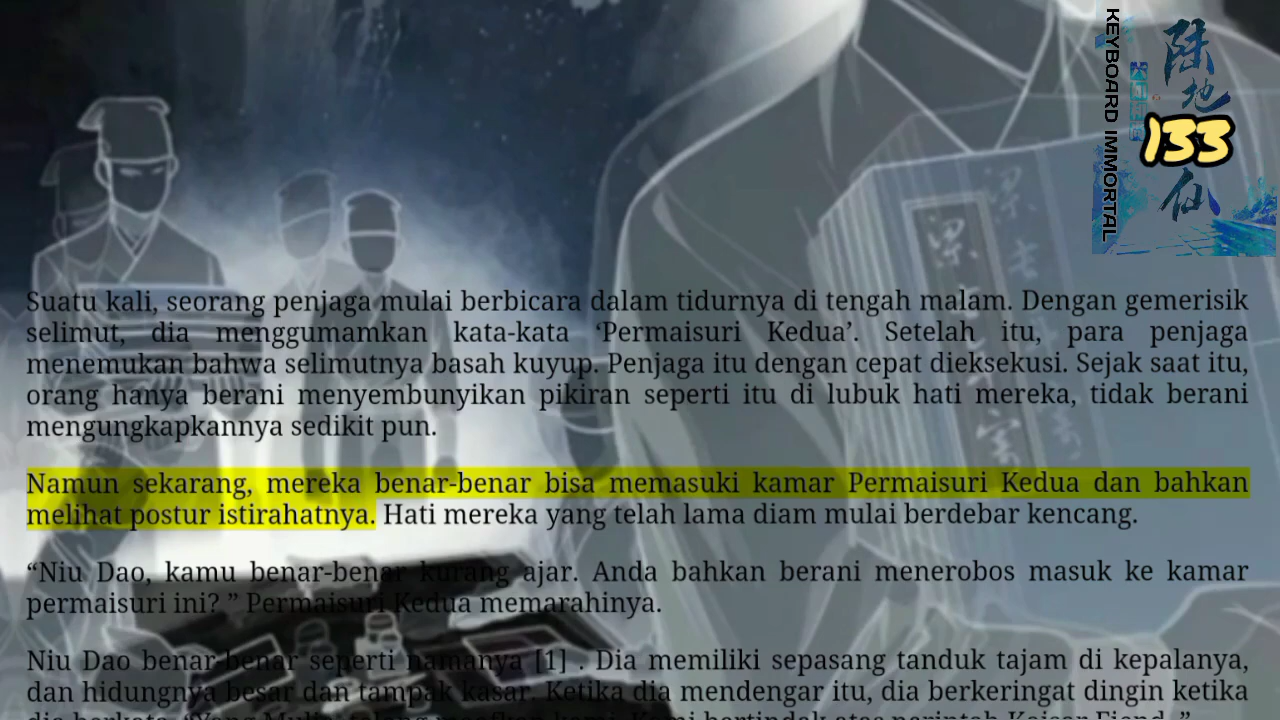 KEYBOARD IMMORTAL
陆地
133
仙
Suatu kali, seorang penjaga mulai berbicara dalam tidurnya di tengah malam. Dengan gemerisik
selimut, dia menggumamkan kata-kata ‘Permaisuri Kedua’. Setelah itu, para penjaga
menemukan bahwa selimutnya basah kuyup. Penjaga itu dengan cepat dieksekusi. Sejak saat itu,
orang hanya berani menyembunyikan pikiran seperti itu di lubuk hati mereka, tidak berani
mengungkapkannya sedikit pun.
Namun sekarang, mereka benar-benar bisa memasuki kamar Permaisuri Kedua dan bahkan
melihat postur istirahatnya. Hati mereka yang telah lama diam mulai berdebar kencang.
“Niu Dao, kamu benar-benar kurang ajar. Anda bahkan berani menerobos masuk ke kamar
permaisuri ini? ” Permaisuri Kedua memarahinya.
Niu Dao benar-benar seperti namanya [1] . Dia memiliki sepasang tanduk tajam di kepalanya,
dan hidungnya besar dan tampak kasar. Ketika dia mendengar itu, dia berkeringat dingin ketika